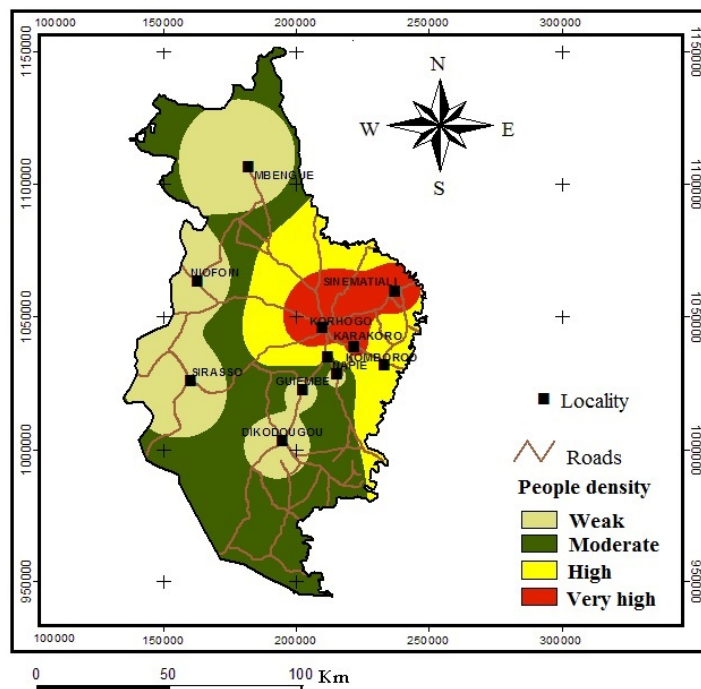 100000 150000 200000 250000 300000
1150000 1150000
N
W E
S
MBENGUE
1100000 1100000
NIOFOIN
SINEMATIALI
1050000 1050000
KORHOGO
KARAKORO
KOMBOROO
NAPIE
SIRASSO
GUIEMBE
Locality
DIKODOUGOU
1000000 1000000
Roads
People density
Weak
Moderate
High
Very high
950000 950000
100000 150000 200000 250000 300000
0 50 100 Km